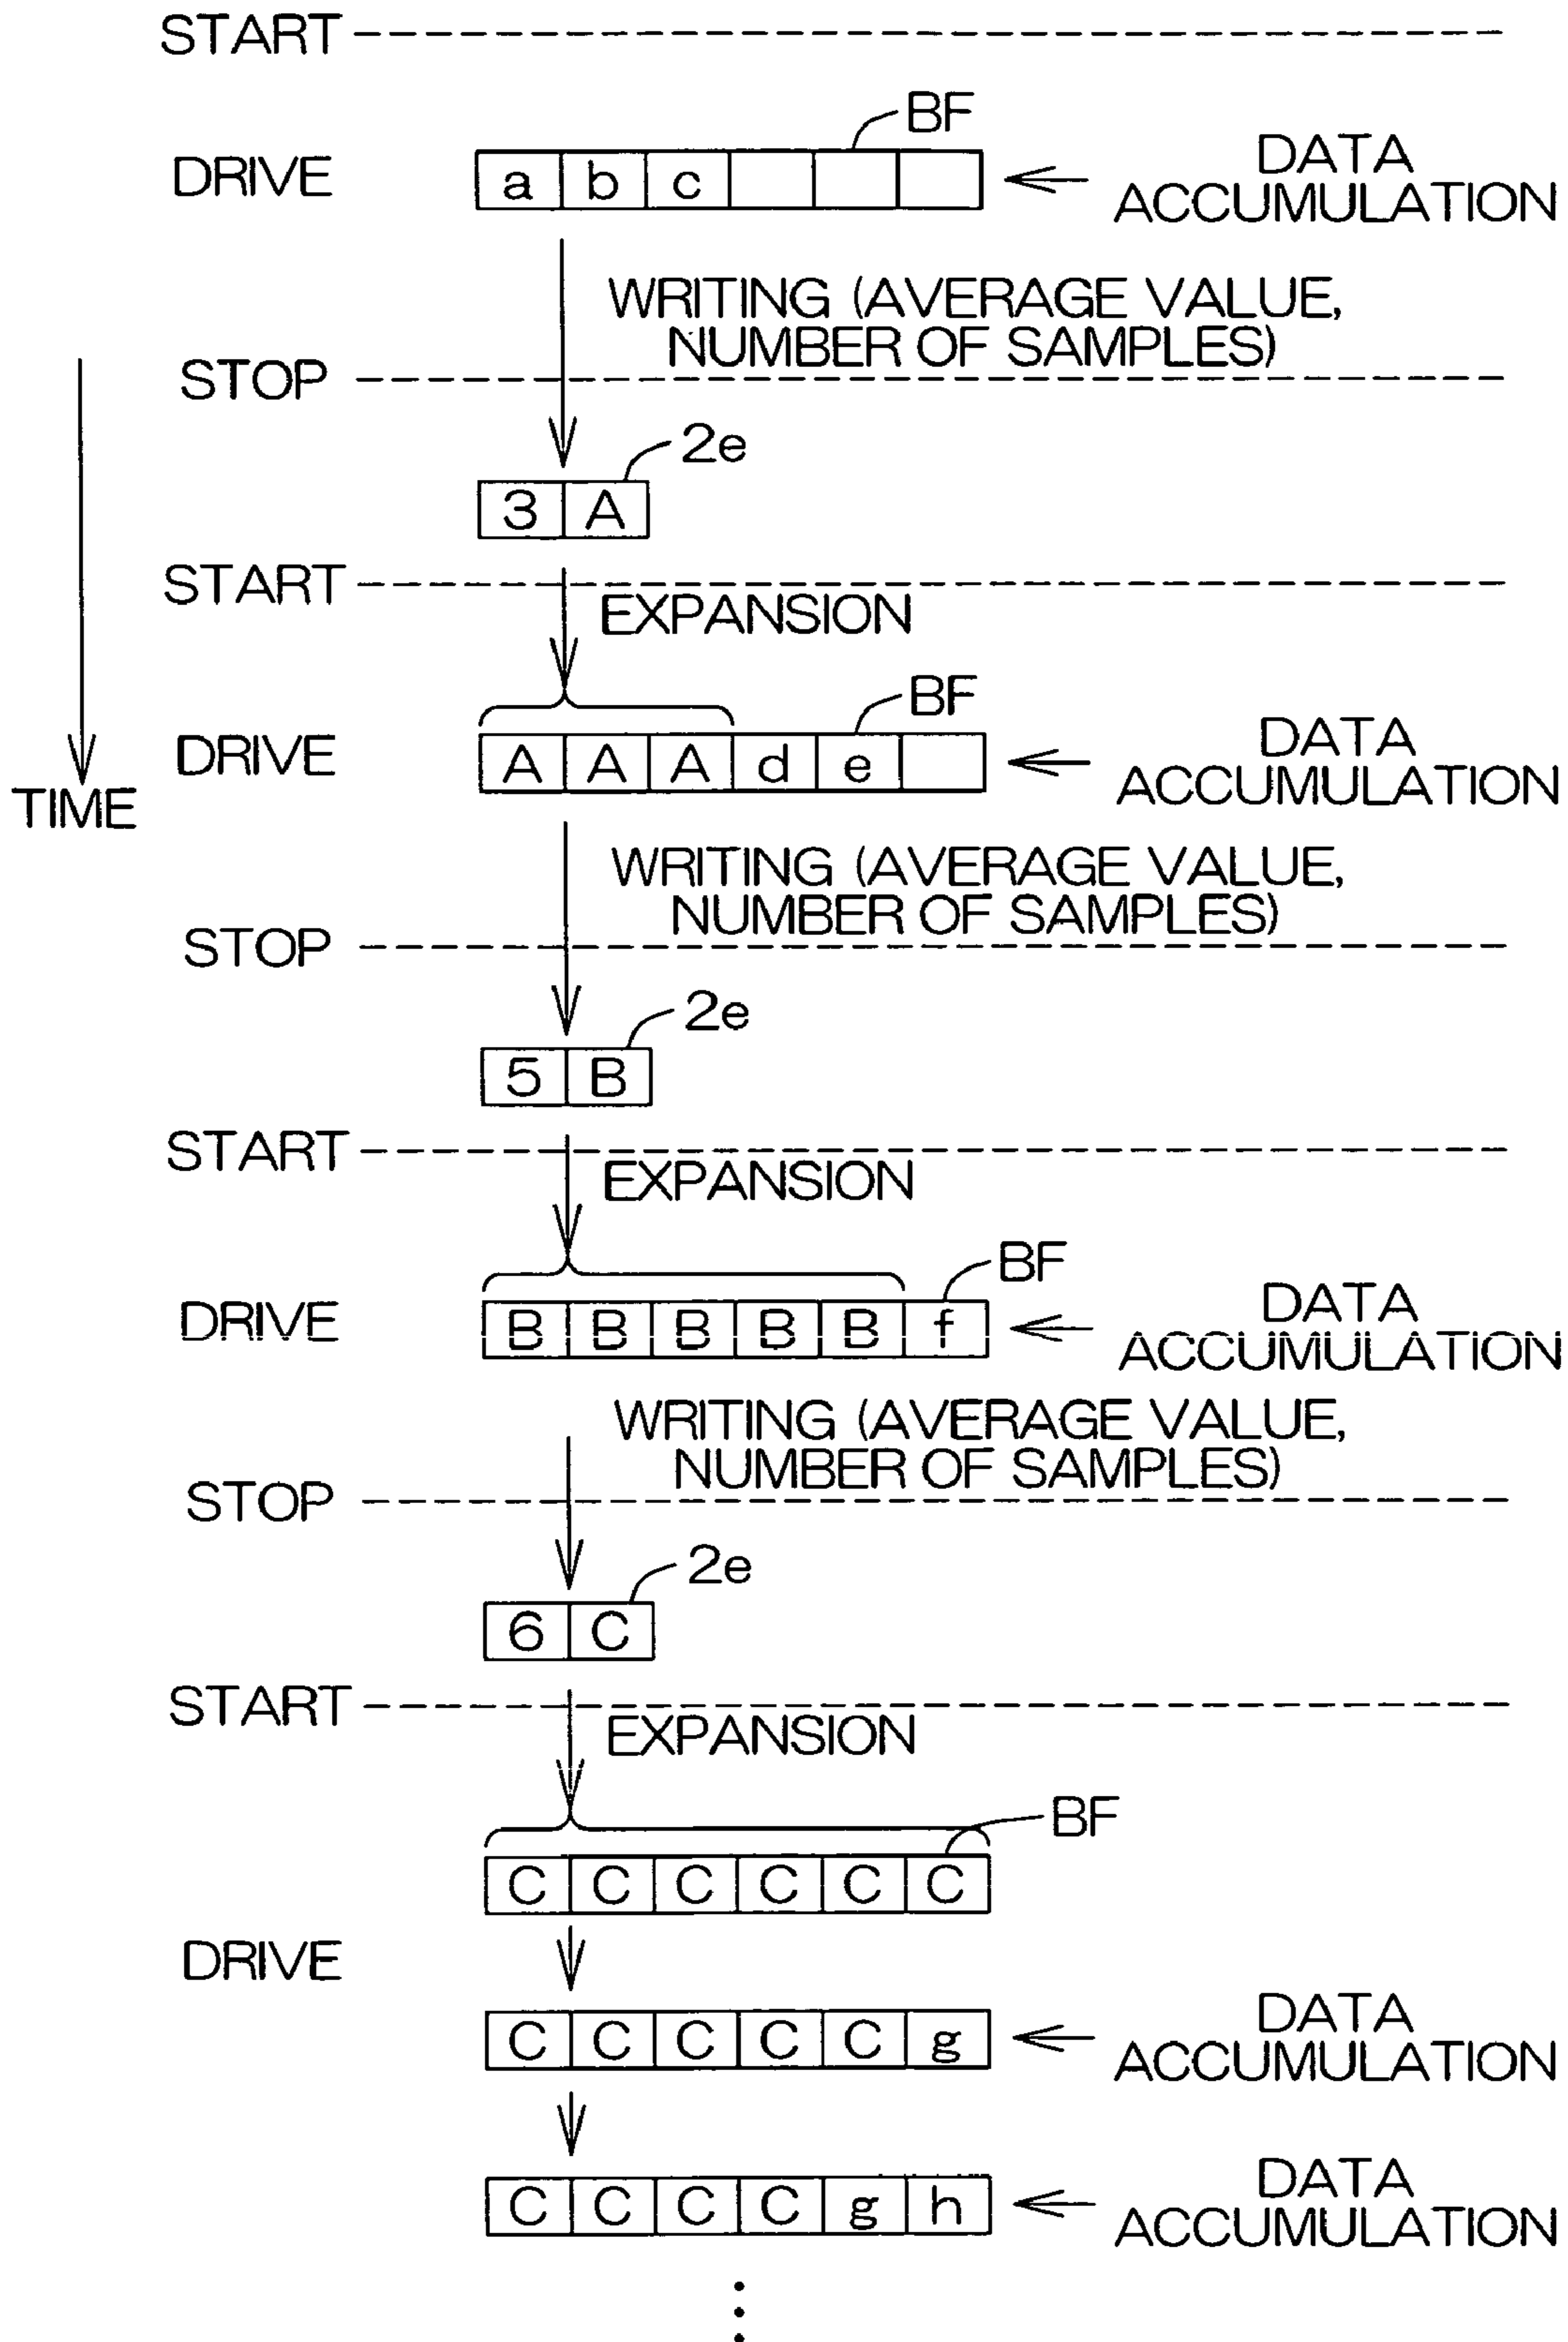 START
BF
DRIVE
a b c
DATA
ACCUMULATION
WRITING (AVERAGE VALUE,
NUMBER OF SAMPLES)
STOP
2e
3 A
START
EXPANSION
BF
DRIVE
A A A d e
DATA
ACCUMULATION
TIME
WRITING (AVERAGE VALUE,
NUMBER OF SAMPLES)
STOP
2e
5 B
START
EXPANSION
BF
DRIVE
B B B B B f
DATA
ACCUMULATION
WRITING (AVERAGE VALUE,
NUMBER OF SAMPLES)
STOP
2e
6 C
START
EXPANSION
BF
C C C C C C
DRIVE
C C C C C g
DATA
ACCUMULATION
C C C C g h
DATA
ACCUMULATION